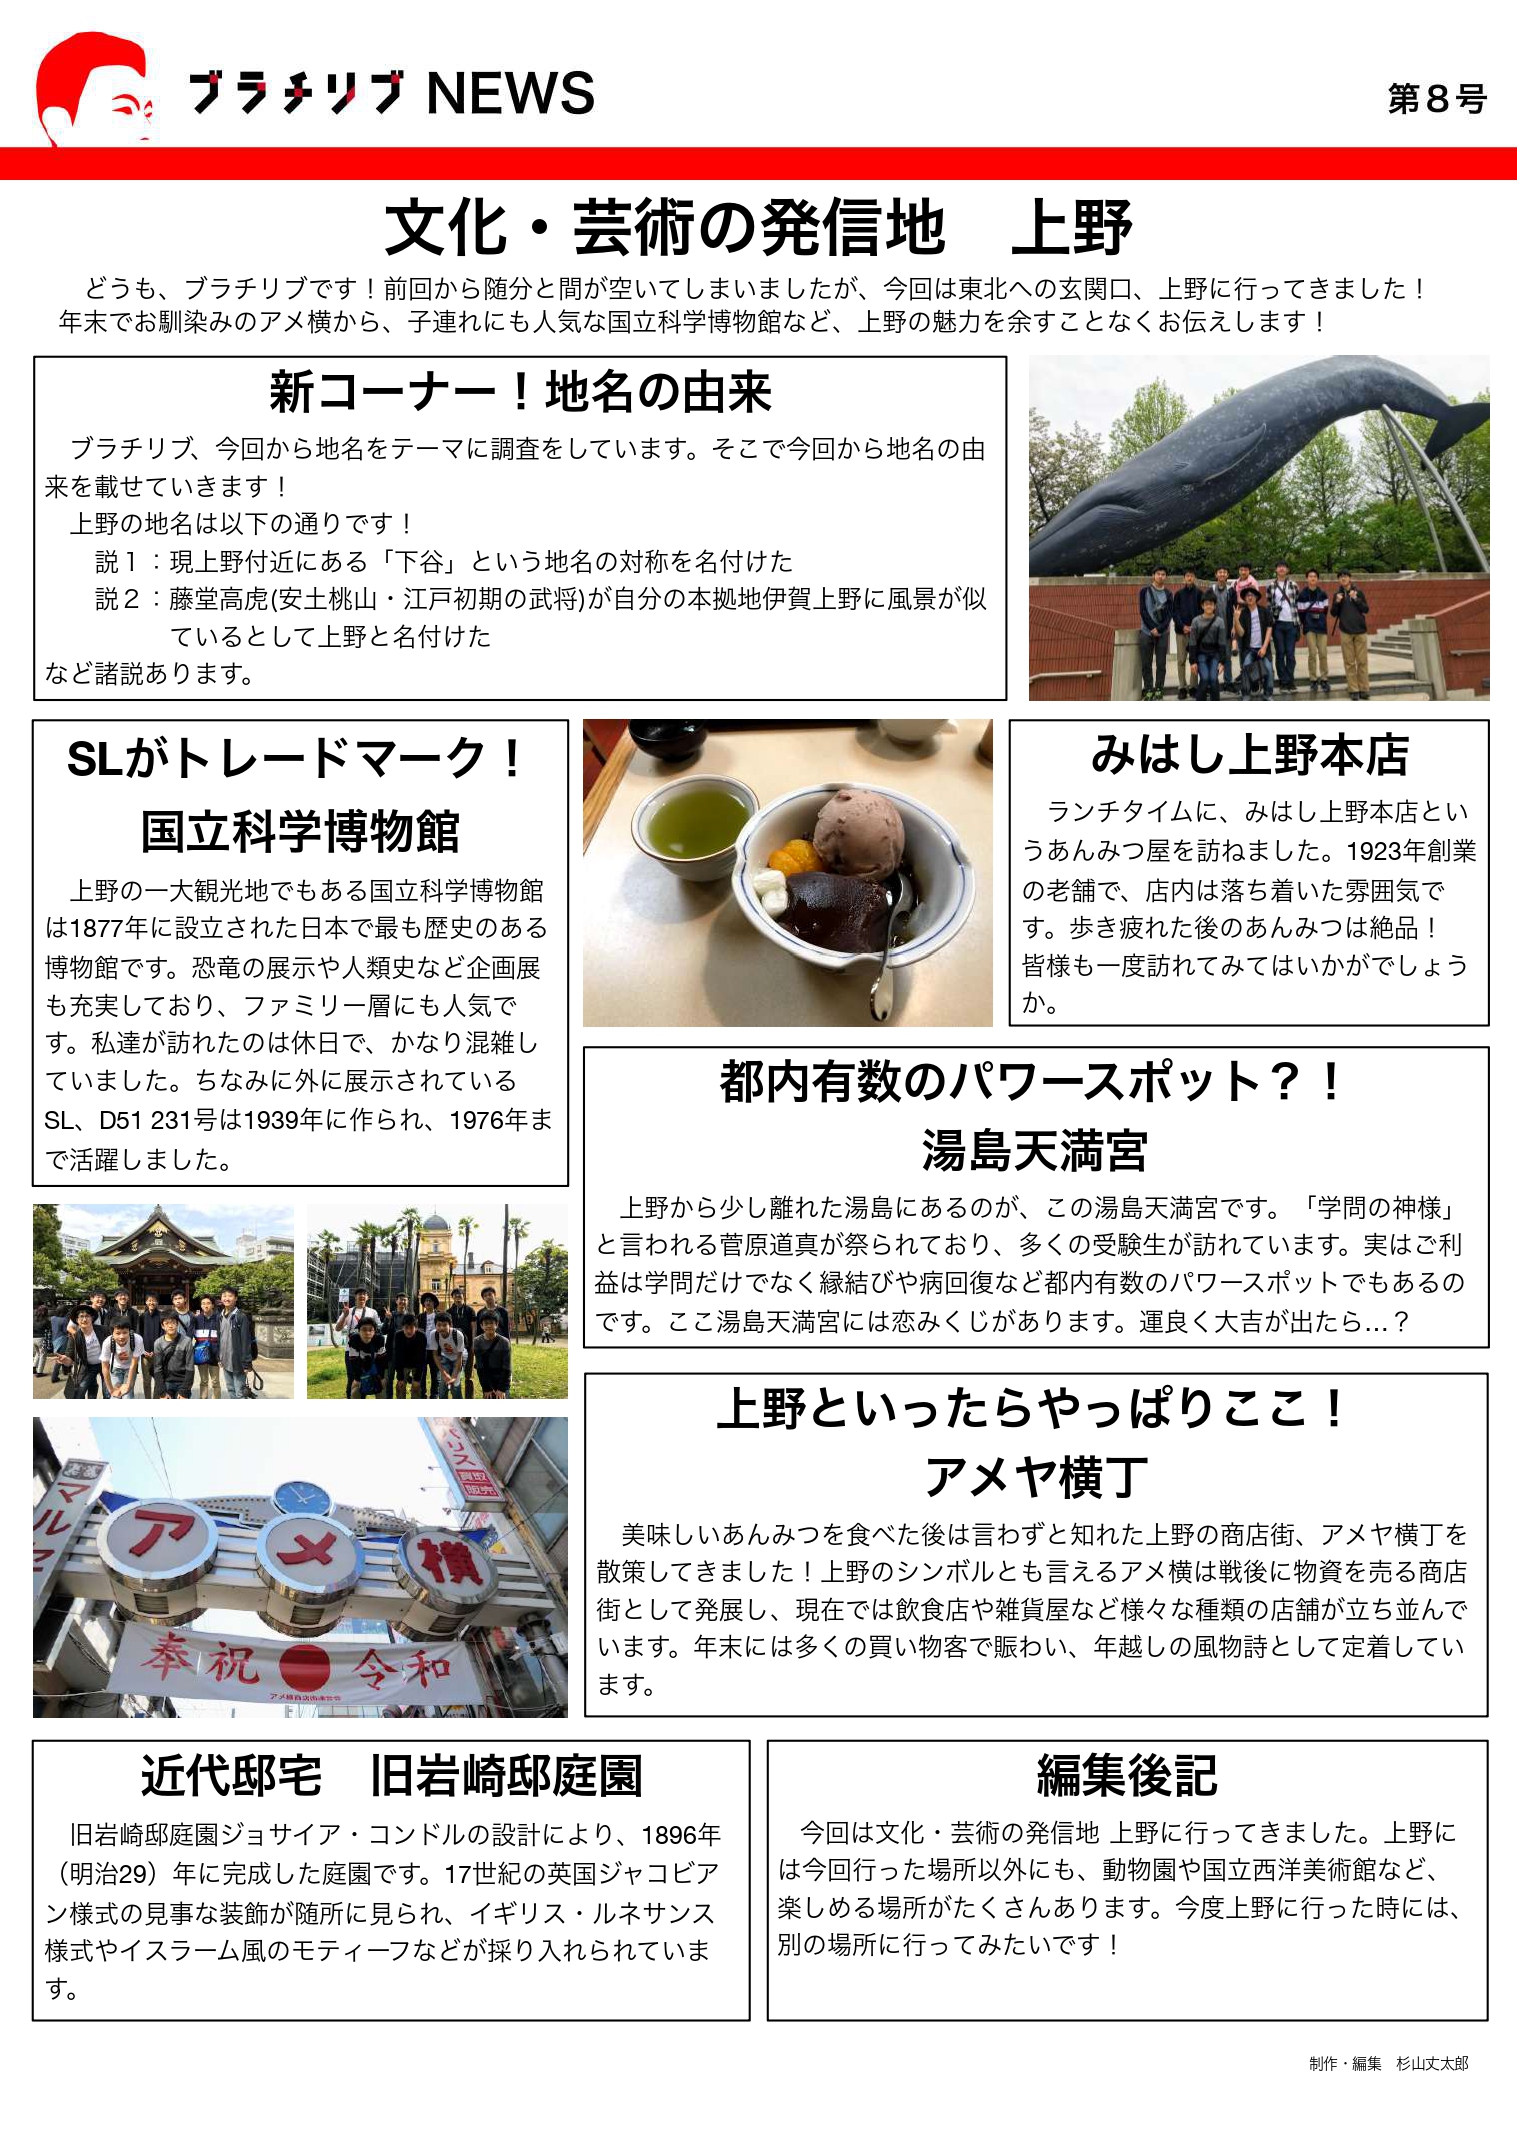 ブラチリブ NEWS
第８号
文化・芸術の発信地　上野
どうも、ブラチリブです！前回から随分と間が空いてしまいましたが、今回は東北への玄関口、上野に行ってきました！
年末でお馴染みのアメ横から、子連れにも人気な国立科学博物館など、上野の魅力を余すことなくお伝えします！
新コーナー！地名の由来
ブラチリブ、今回から地名をテーマに調査をしています。そこで今回から地名の由
来を載せていきます！
上野の地名は以下の通りです！
説１：現上野付近にある「下谷」という地名の対称を名付けた
説２：藤堂高虎(安土桃山・江戸初期の武将)が自分の本拠地伊賀上野に風景が似
ているとして上野と名付けた
など諸説あります。
SLがトレードマーク！
国立科学博物館
上野の一大観光地でもある国立科学博物館
は1877年に設立された日本で最も歴史のある
博物館です。恐竜の展示や人類史など企画展
も充実しており、ファミリー層にも人気で
す。私達が訪れたのは休日で、かなり混雑し
ていました。ちなみに外に展示されている
SL、D51 231号は1939年に作られ、1976年ま
で活躍しました。
みはし上野本店
ランチタイムに、みはし上野本店とい
うあんみつ屋を訪ねました。1923年創業
の老舗で、店内は落ち着いた雰囲気で
す。歩き疲れた後のあんみつは絶品！
皆様も一度訪れてみてはいかがでしょう
か。
都内有数のパワースポット？！
湯島天満宮
上野から少し離れた湯島にあるのが、この湯島天満宮です。「学問の神様」
と言われる菅原道真が祭られており、多くの受験生が訪れています。実はご利
益は学問だけでなく縁結びや病回復など都内有数のパワースポットでもあるの
です。ここ湯島天満宮には恋みくじがあります。運良く大吉が出たら…？
マルセ
パリス
買取
販売
アメ横
奉祝 令和
アメ横商店街連合会
上野といったらやっぱりここ！
アメヤ横丁
美味しいあんみつを食べた後は言わずと知れた上野の商店街、アメヤ横丁を
散策してきました！上野のシンボルとも言えるアメ横は戦後に物資を売る商店
街として発展し、現在では飲食店や雑貨屋など様々な種類の店舗が立ち並んで
います。年末には多くの買い物客で賑わい、年越しの風物詩として定着してい
ます。
近代邸宅　旧岩崎邸庭園
旧岩崎邸庭園ジョサイア・コンドルの設計により、1896年
（明治29）年に完成した庭園です。17世紀の英国ジャコビア
ン様式の見事な装飾が随所に見られ、イギリス・ルネサンス
様式やイスラーム風のモティーフなどが採り入れられていま
す。
編集後記
今回は文化・芸術の発信地 上野に行ってきました。上野に
は今回行った場所以外にも、動物園や国立西洋美術館など、
楽しめる場所がたくさんあります。今度上野に行った時には、
別の場所に行ってみたいです！
制作・編集　杉山丈太郎